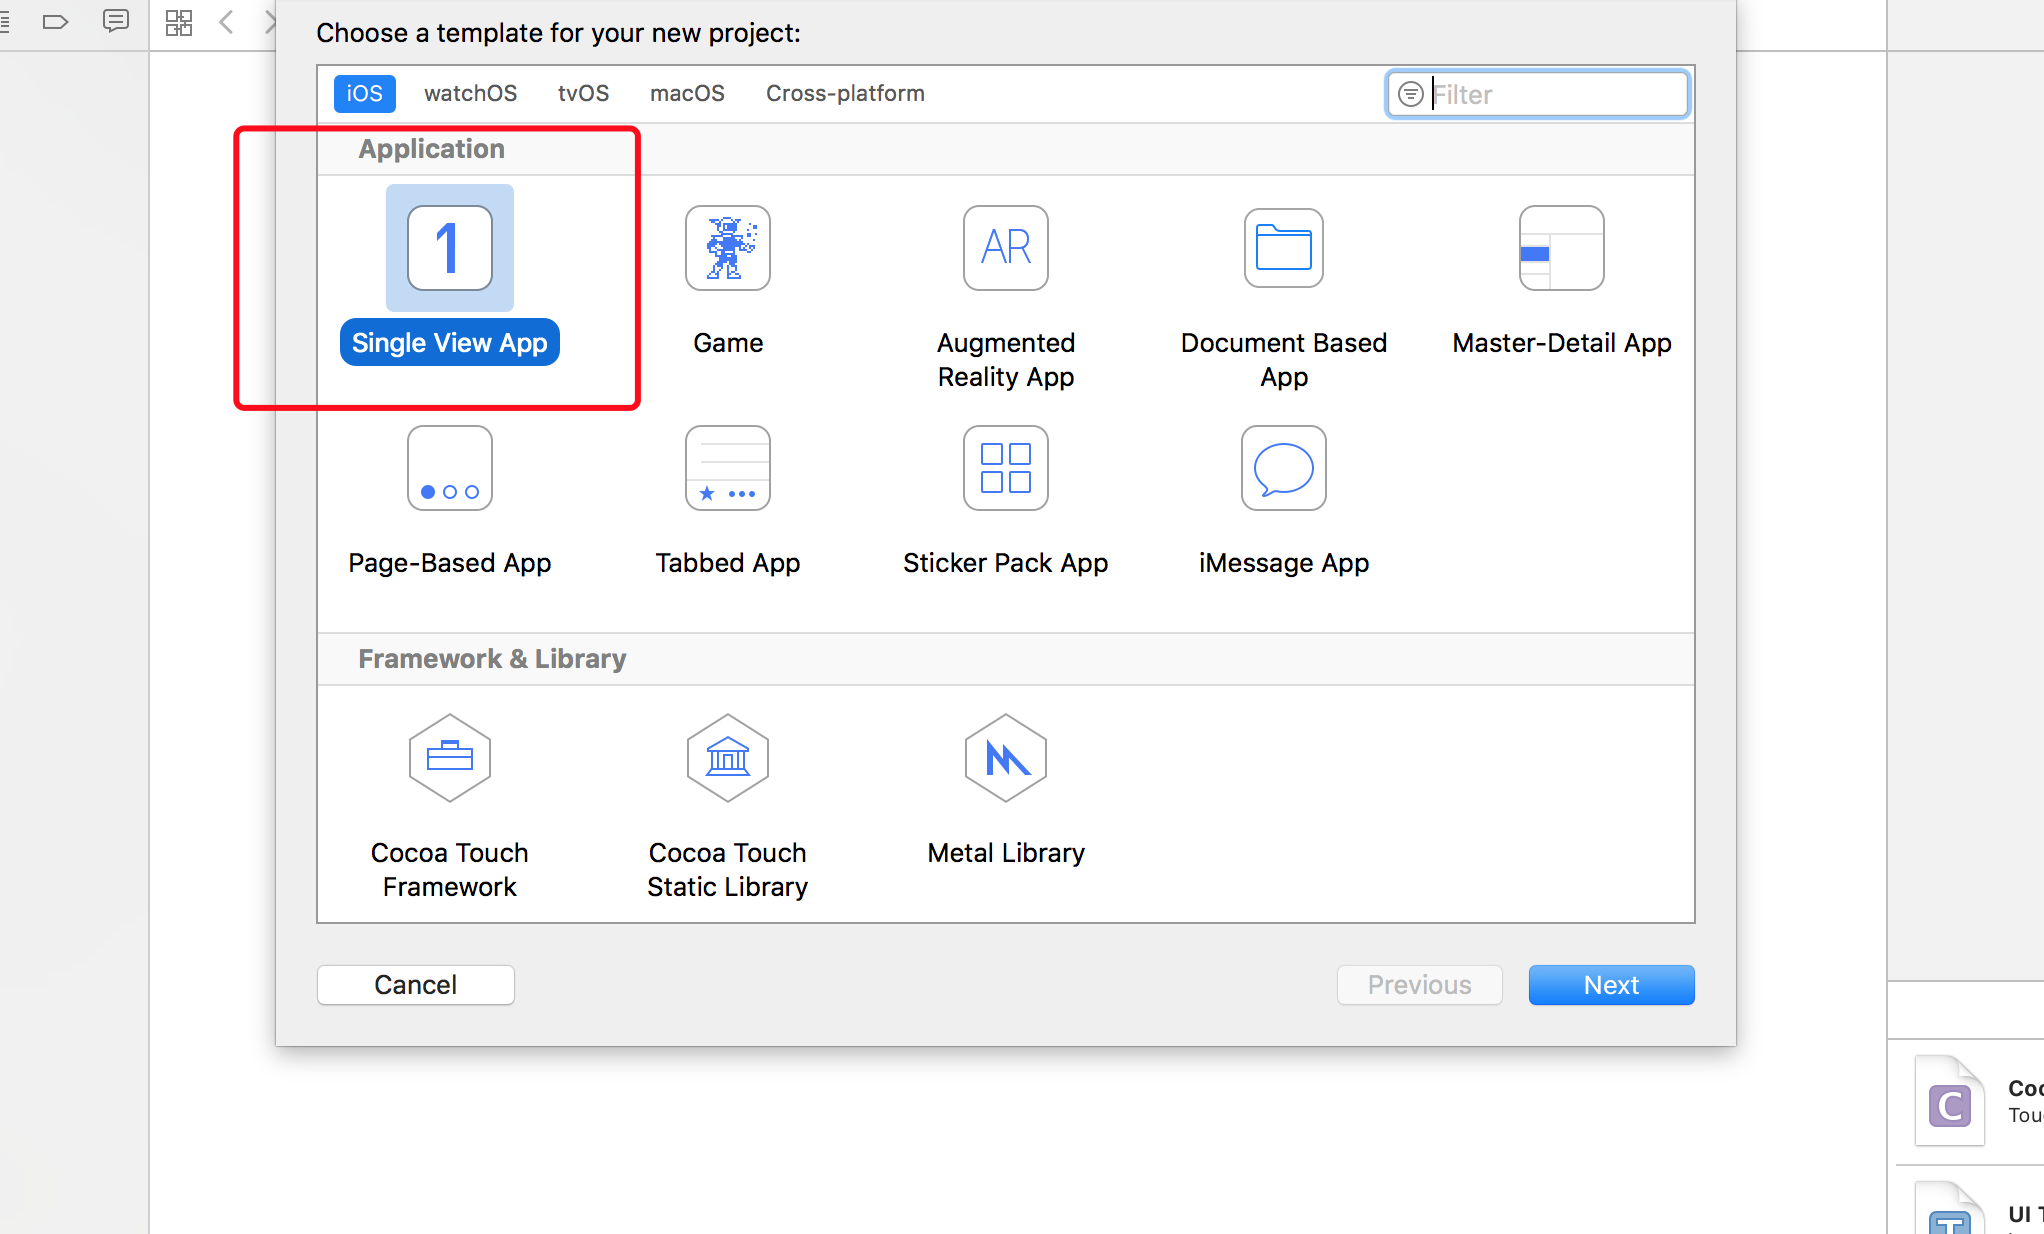 Choose a template for your new project:
iOS watchOS tvOS macOS Cross-platform Filter
Application
1
AR
Single View App
Game
Augmented
Reality App
Document Based
App
Master-Detail App
Page-Based App
Tabbed App
Sticker Pack App
iMessage App
Framework & Library
Cocoa Touch
Framework
Cocoa Touch
Static Library
Metal Library
Cancel
Previous
Next
C
Coc
Tou
T
UI T